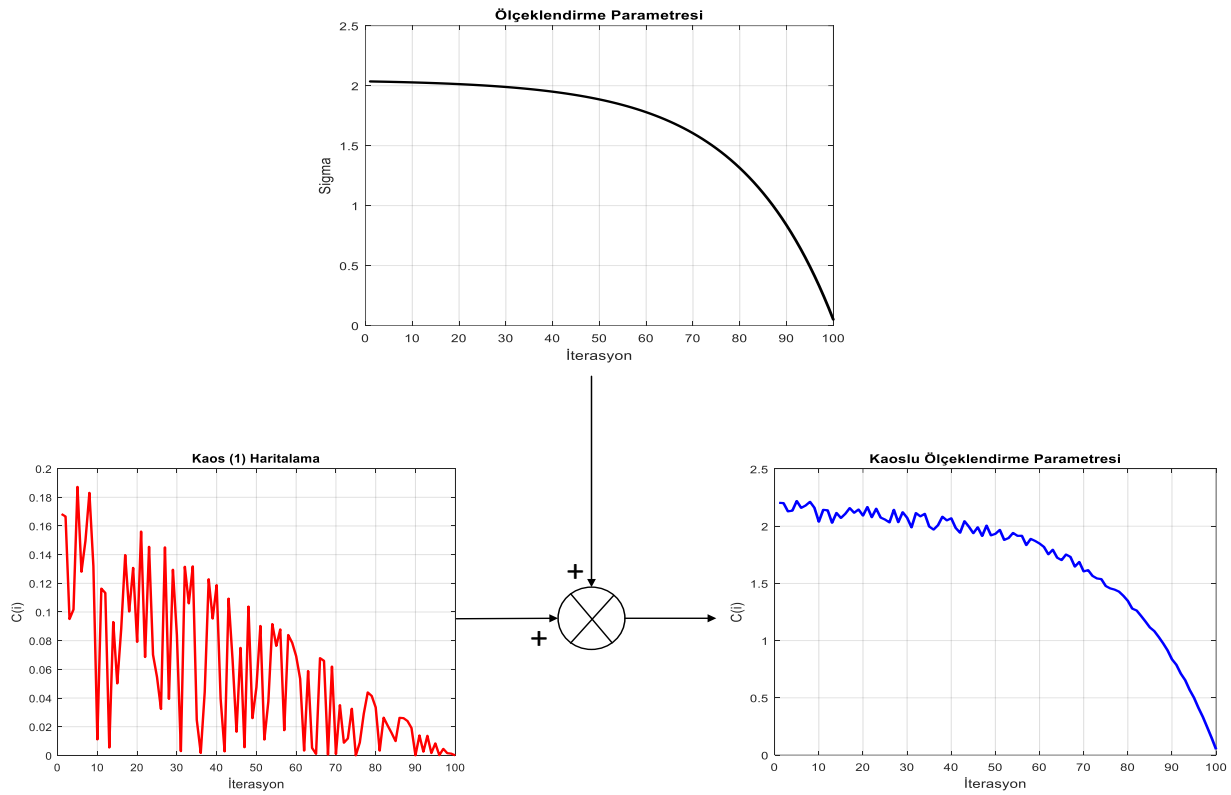 Ölçeklendirme Parametresi
2.5
2
1.5
1
0.5
0
Sigma
0 10 20 30 40 50 60 70 80 90 100
İterasyon
Kaos (1) Haritalama
0.2
0.18
0.16
0.14
0.12
0.1
0.08
0.06
0.04
0.02
0
C(i)
0 10 20 30 40 50 60 70 80 90 100
İterasyon
+
+
Kaoslu Ölçeklendirme Parametresi
2.5
2
1.5
1
0.5
0
C(i)
0 10 20 30 40 50 60 70 80 90 100
İterasyon